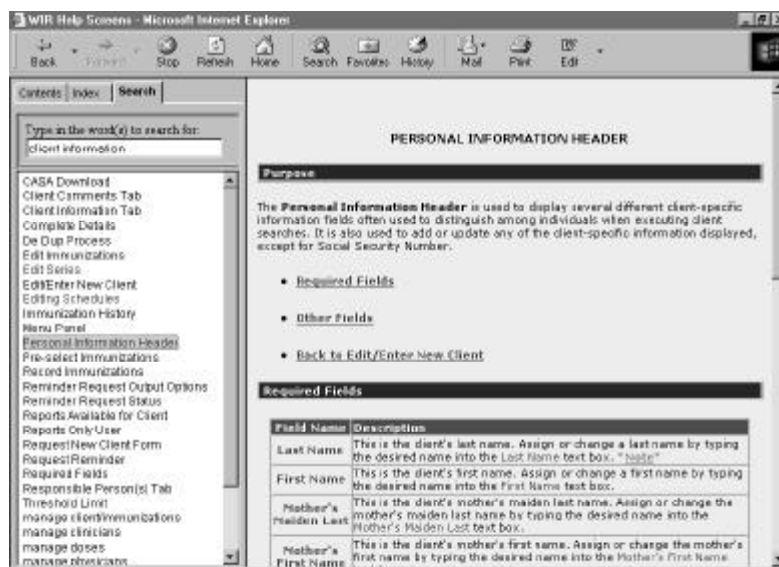 WIR Help Screens - Microsoft Internet Explorer
Back Forward Stop Refresh Home Search Favorites History Mail Print Edit
Contents Index Search
Type in the word(s) to search for:
client information
CASA Download
Client Comments Tab
Client Information Tab
Complete Details
De Dup Process
Edit Immunizations
Edit Series
Edit/Enter New Client
Editing Schedules
Immunization History
Menu Panel
Personal Information Header
Pre-select Immunizations
Record Immunizations
Reminder Request Output Options
Reminder Request Status
Reports Available for Client
Reports Only User
Request New Client Form
Request Reminder
Required Fields
Responsible Person(s) Tab
Threshold Limit
manage client/immunizations
manage clinicians
manage doses
manage physicians
PERSONAL INFORMATION HEADER
Purpose
The Personal Information Header is used to display several different client-specific
information fields often used to distinguish among individuals when executing client
searches. It is also used to add or update any of the client-specific information displayed,
except for Social Security Number.
• Required Fields
• Other Fields
• Back to Edit/Enter New Client
Required Fields
Field Name Description
Last Name This is the client's last name. Assign or change a last name by typing
the desired name into the Last Name text box. *Note*
First Name This is the client's first name. Assign or change a first name by typing
the desired name into the First Name text box.
Mother's Maiden Last This is the client's mother's maiden last name. Assign or change the
mother's maiden last name by typing the desired name into the
Mother's Maiden Last text box.
Mother's First Name This is the client's mother's first name. Assign or change the mother's
first name by typing the desired name into the Mother's First Name